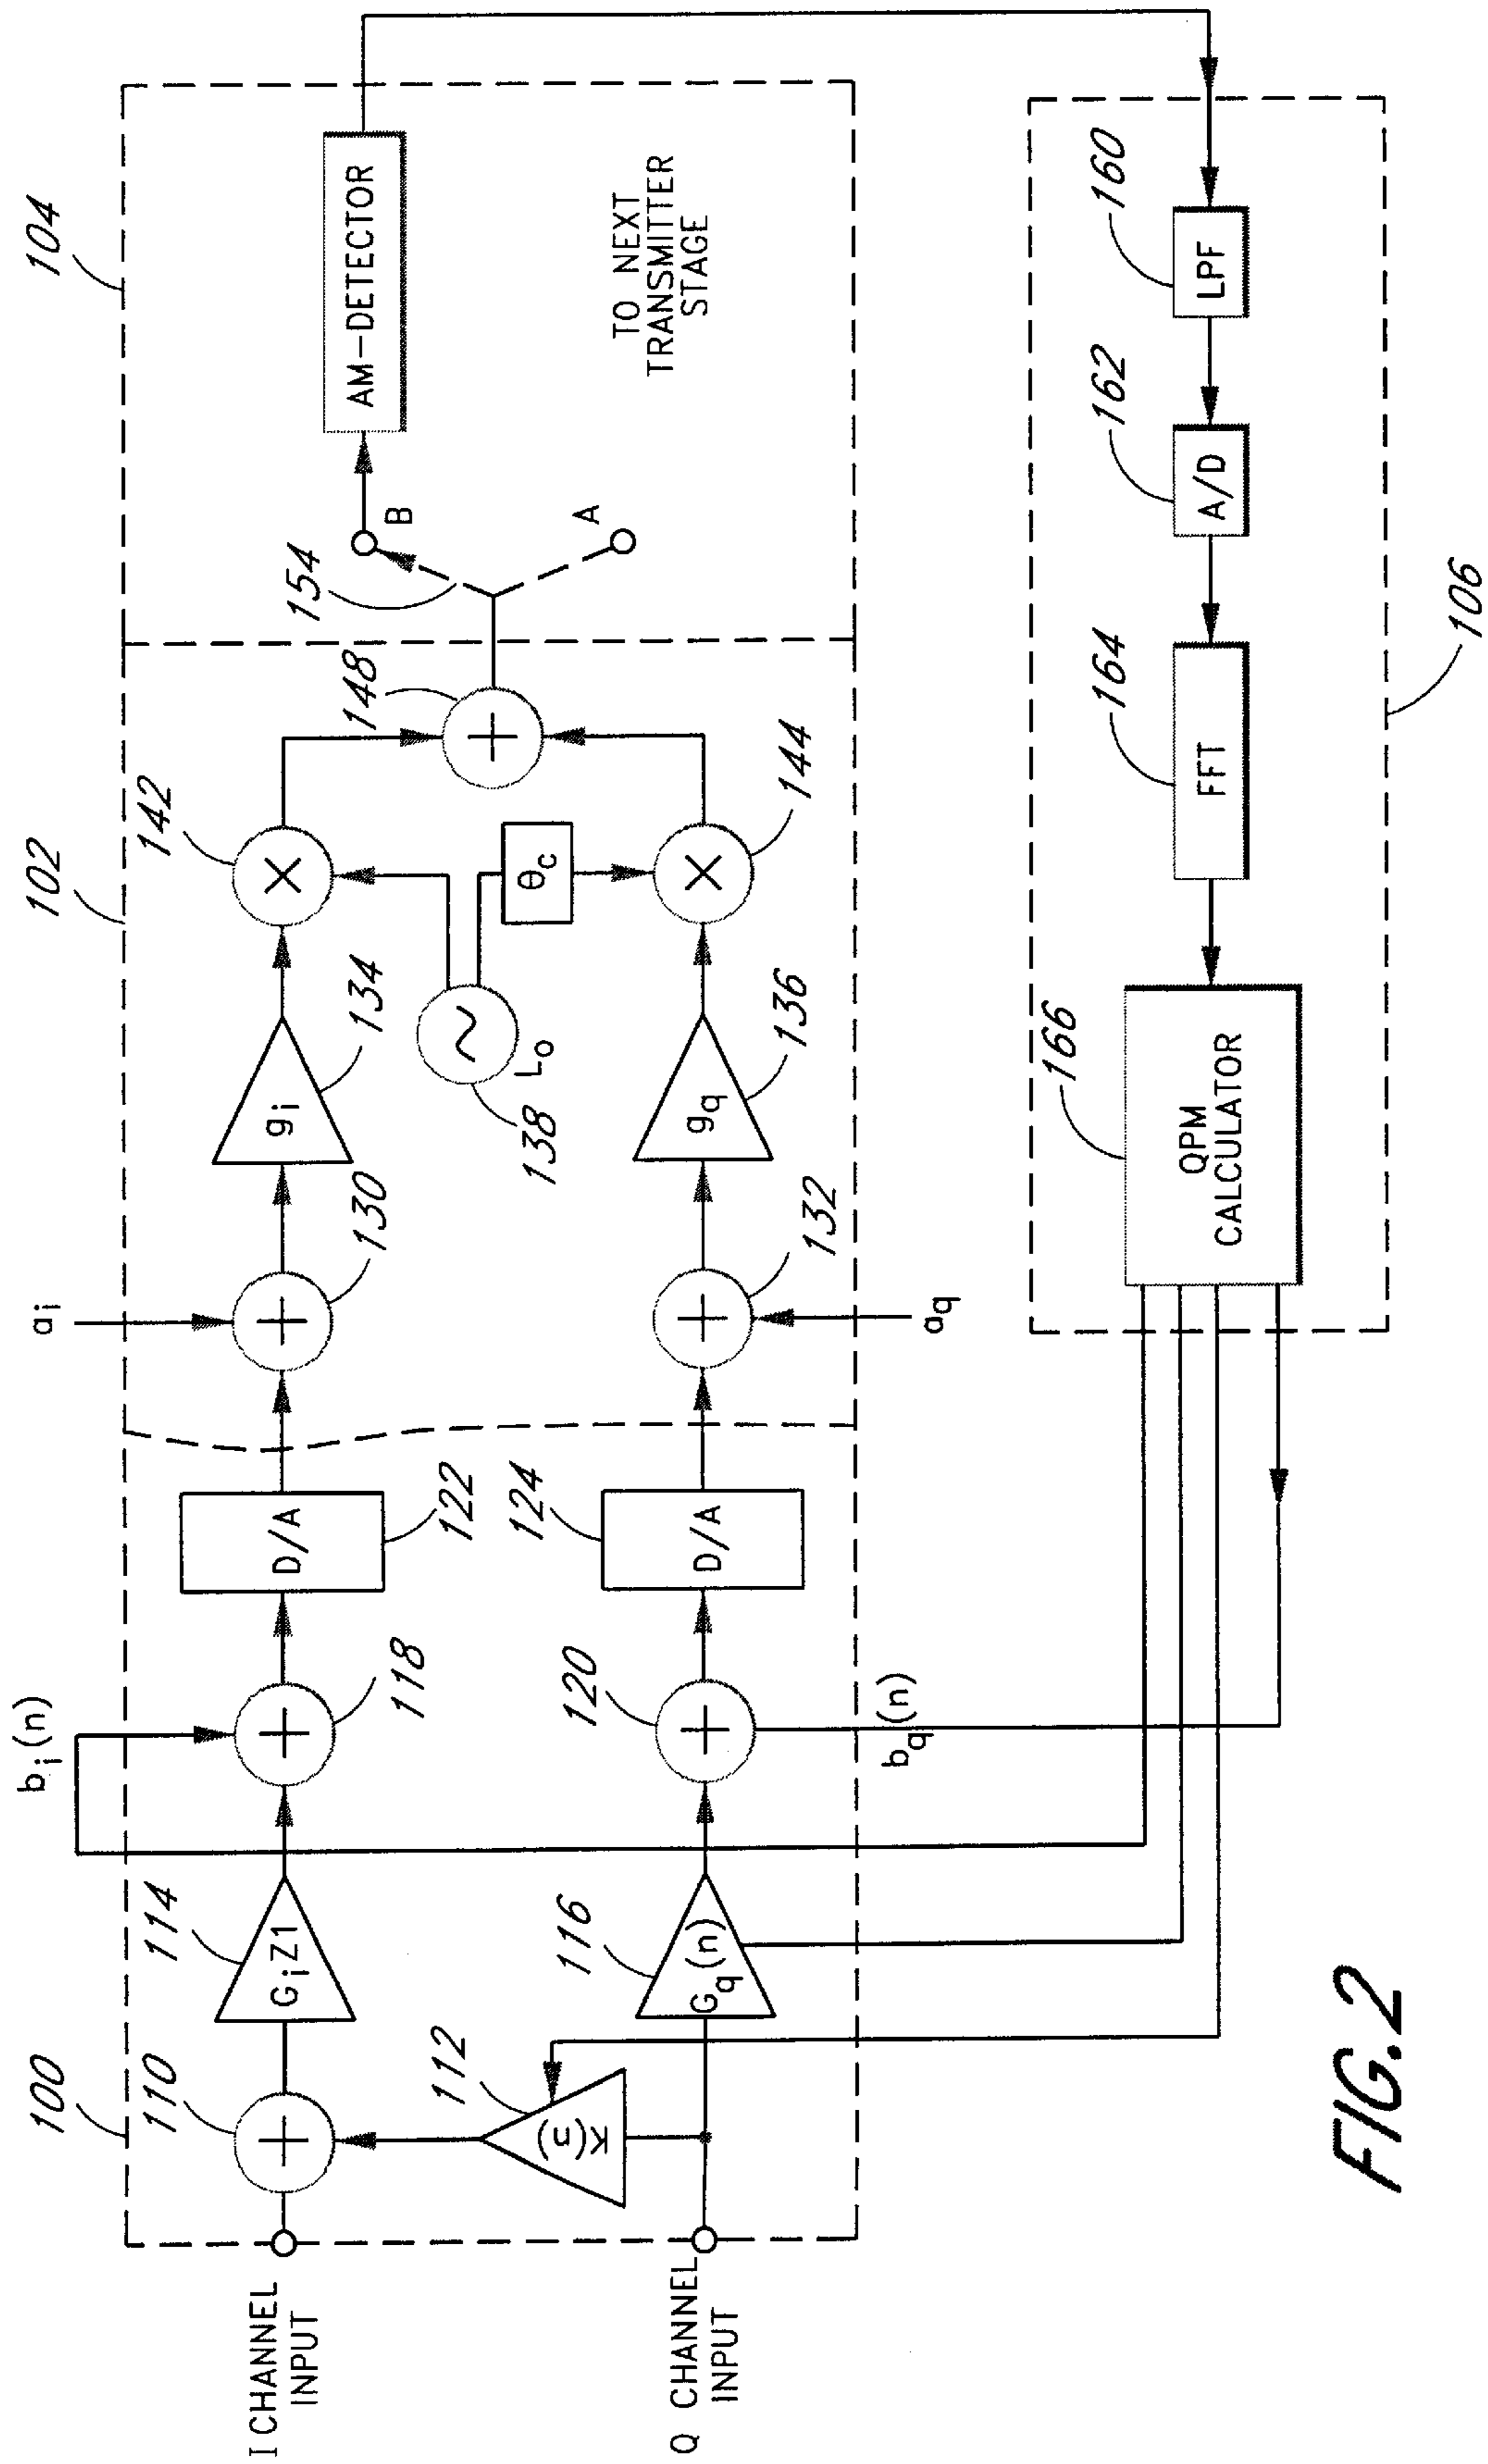 104
102
100
AM-DETECTOR
TO NEXT
TRANSMITTER
STAGE
154
B
A
148
142
144
θc
134
gi
138
Lo
136
gq
ai
130
132
aq
D/A
122
124
D/A
bi(n)
118
120
bq(n)
114
GiZ1
116
Gq(n)
110
112
K(n)
I CHANNEL
INPUT
Q CHANNEL
INPUT
160
LPF
162
A/D
164
FFT
166
QPM
CALCULATOR
106
FIG.2